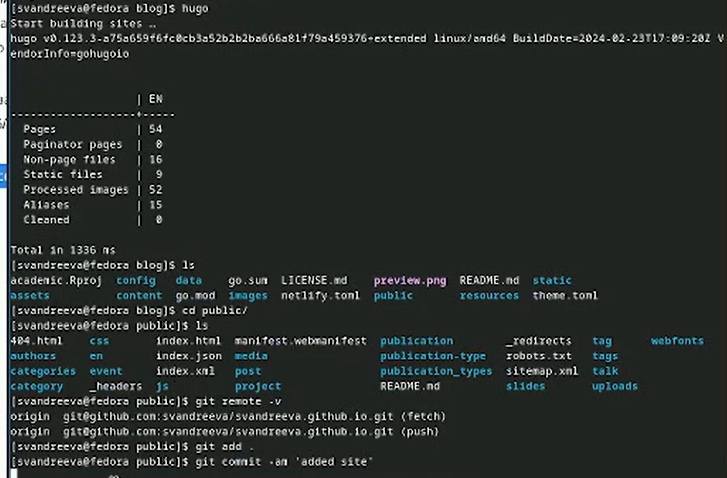 [svandreeva@fedora blog]$ hugo
Start building sites …
hugo v0.123.3-a75a659f6fc0cb3a52b2b2ba666a81f79a459376+extended linux/amd64 BuildDate=2024-02-23T17:09:20Z V
endorInfo=gohugoio
| EN
-------------------+-----
Pages | 54
Paginator pages | 0
Non-page files | 16
Static files | 9
Processed images | 52
Aliases | 15
Cleaned | 0
Total in 1336 ms
[svandreeva@fedora blog]$ ls
academic.Rproj config data go.sum LICENSE.md preview.png README.md static
assets content go.mod images netlify.toml public resources theme.toml
[svandreeva@fedora blog]$ cd public/
[svandreeva@fedora public]$ ls
404.html css index.html manifest.webmanifest publication _redirects tag webfonts
authors en index.json media publication-type robots.txt tags
categories event index.xml post publication_types sitemap.xml talk
category _headers js project README.md slides uploads
[svandreeva@fedora public]$ git remote -v
origin git@github.com:svandreeva/svandreeva.github.io.git (fetch)
origin git@github.com:svandreeva/svandreeva.github.io.git (push)
[svandreeva@fedora public]$ git add .
[svandreeva@fedora public]$ git commit -am 'added site'